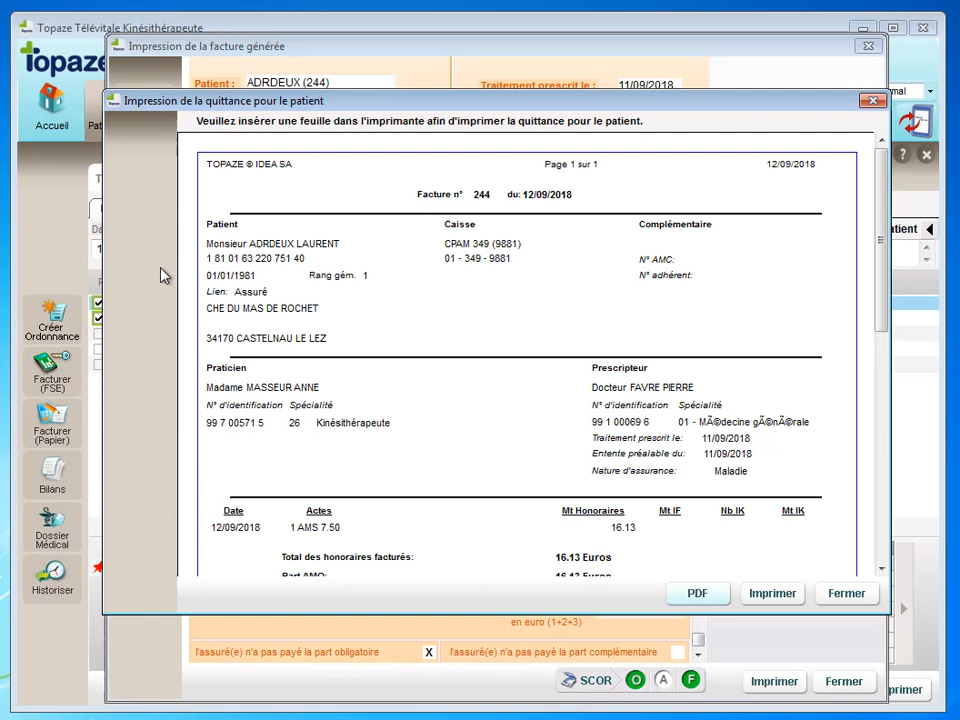 Topaze Télévitale Kinésithérapeute
Impression de la facture générée
Topaze
Patient :
ADRDEUX (244)
Traitement prescrit le :
11/09/2018
Accueil
Impression de la quittance pour le patient
Veuillez insérer une feuille dans l'imprimante afin d'imprimer la quittance pour le patient.
TOPAZE © IDEA SA
Page 1 sur 1
12/09/2018
Facture n° 244 du: 12/09/2018
Patient
Caisse
Complémentaire
Monsieur ADRDEUX LAURENT
CPAM 349 (9881)
1 81 01 63 220 751 40
01 - 349 - 9881
N° AMC:
01/01/1981
Rang gém. 1
N° adhérent:
Lien: Assuré
CHE DU MAS DE ROCHET
34170 CASTELNAU LE LEZ
Praticien
Prescripteur
Madame MASSEUR ANNE
Docteur FAVRE PIERRE
N° d'identification Spécialité
N° d'identification Spécialité
99 7 00571 5 26 Kinésithérapeute
99 1 00069 6 01 - MÃ©decine gÃ©nÃ©rale
Traitement prescrit le: 11/09/2018
Entente préalable du: 11/09/2018
Nature d'assurance: Maladie
Date
Actes
Mt Honoraires
Mt IF
Nb IK
Mt IK
12/09/2018
1 AMS 7.50
16.13
Total des honoraires facturés:
16.13 Euros
Part AMO:
16.13 Euros
PDF
Imprimer
Fermer
Créer Ordonnance
Facturer (FSE)
Facturer (Papier)
Bilans
Dossier Médical
Historiser
en euro (1+2+3)
l'assuré(e) n'a pas payé la part obligatoire
X
l'assuré(e) n'a pas payé la part complémentaire
SCOR
O
A
F
Imprimer
Fermer